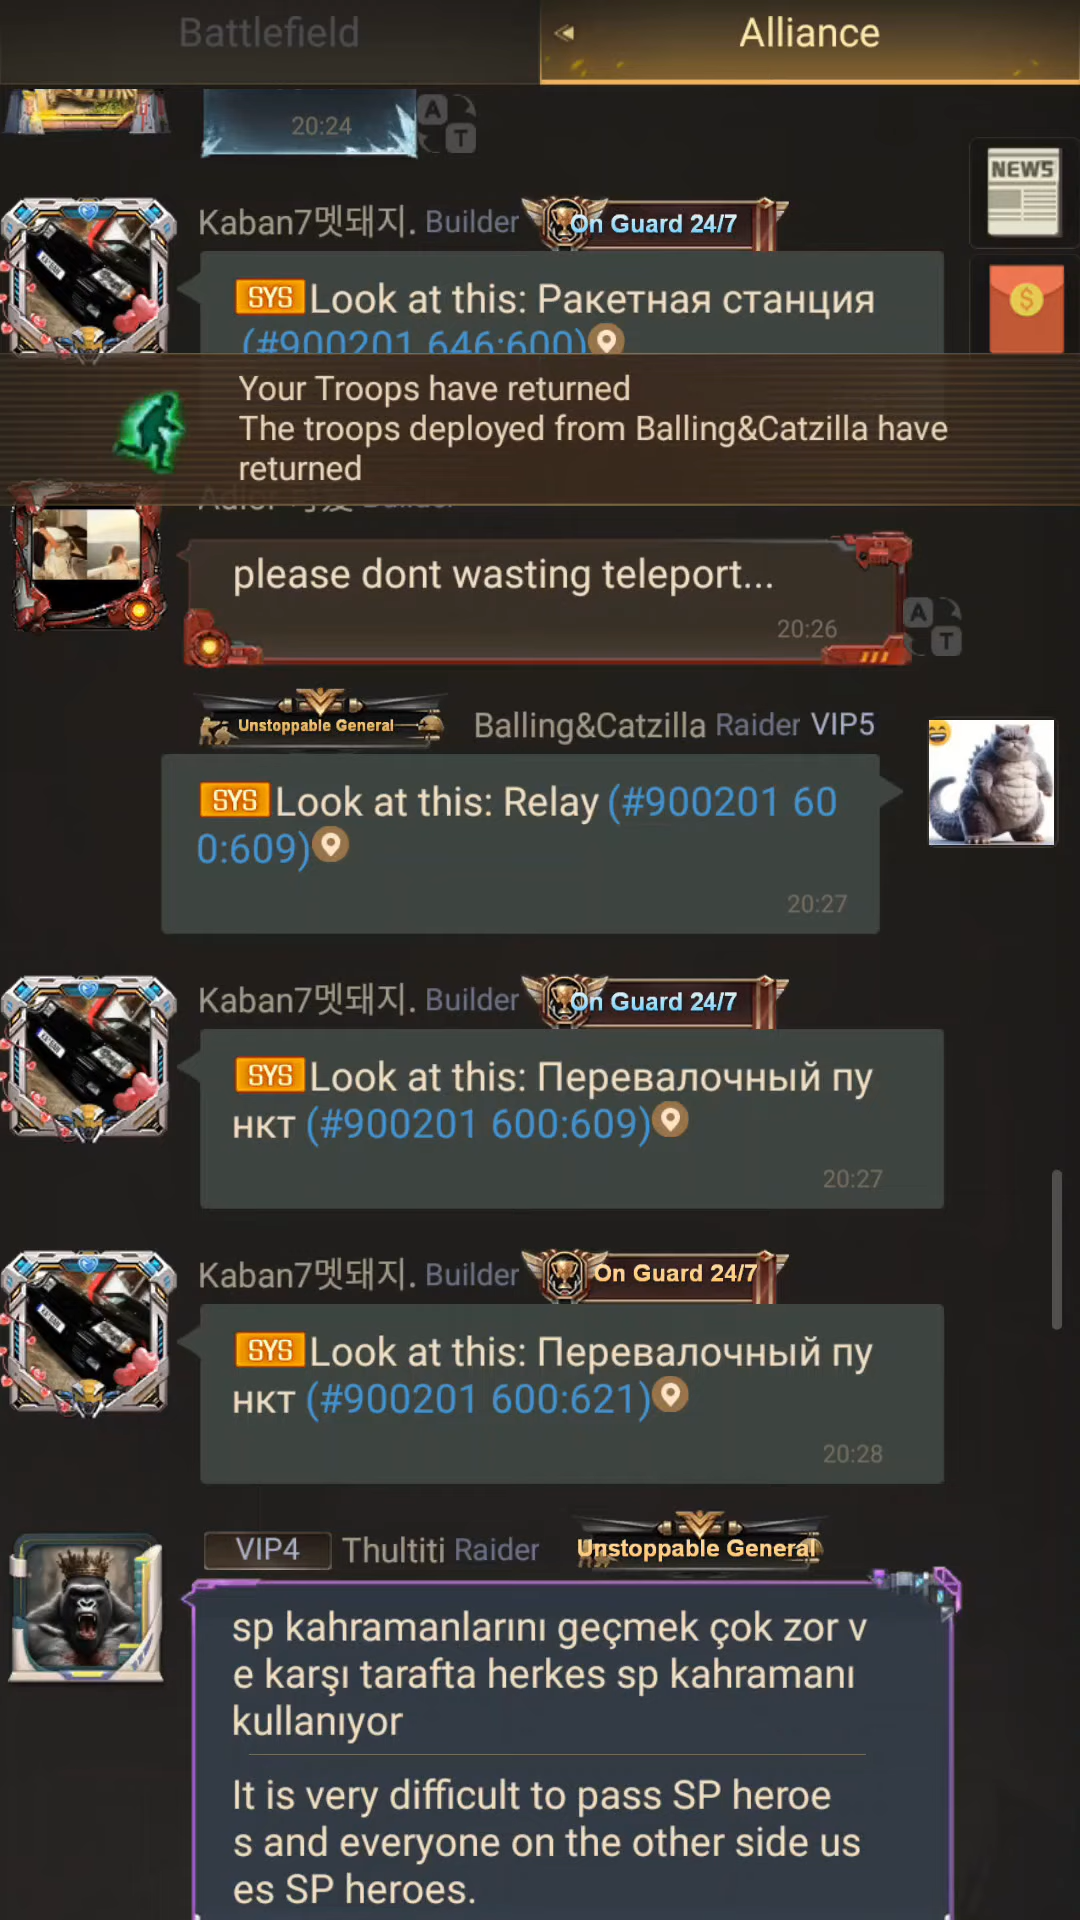 Battlefield
Alliance
20:24
A
T
NEWS
Kaban7멧돼지. Builder
On Guard 24/7
SYS Look at this: Ракетная станция
(#900201 646:600)
Your Troops have returned
The troops deployed from Balling&Catzilla have
returned
Builder
please dont wasting teleport...
20:26
A
T
Unstoppable General
Balling&Catzilla Raider VIP5
SYS Look at this: Relay (#900201 60
0:609)
20:27
Kaban7멧돼지. Builder
On Guard 24/7
SYS Look at this: Перевалочный пу
нкт (#900201 600:609)
20:27
Kaban7멧돼지. Builder
On Guard 24/7
SYS Look at this: Перевалочный пу
нкт (#900201 600:621)
20:28
VIP4 Thultiti Raider
Unstoppable General
sp kahramanlarını geçmek çok zor v
e karşı tarafta herkes sp kahramanı
kullanıyor
It is very difficult to pass SP heroe
s and everyone on the other side us
es SP heroes.